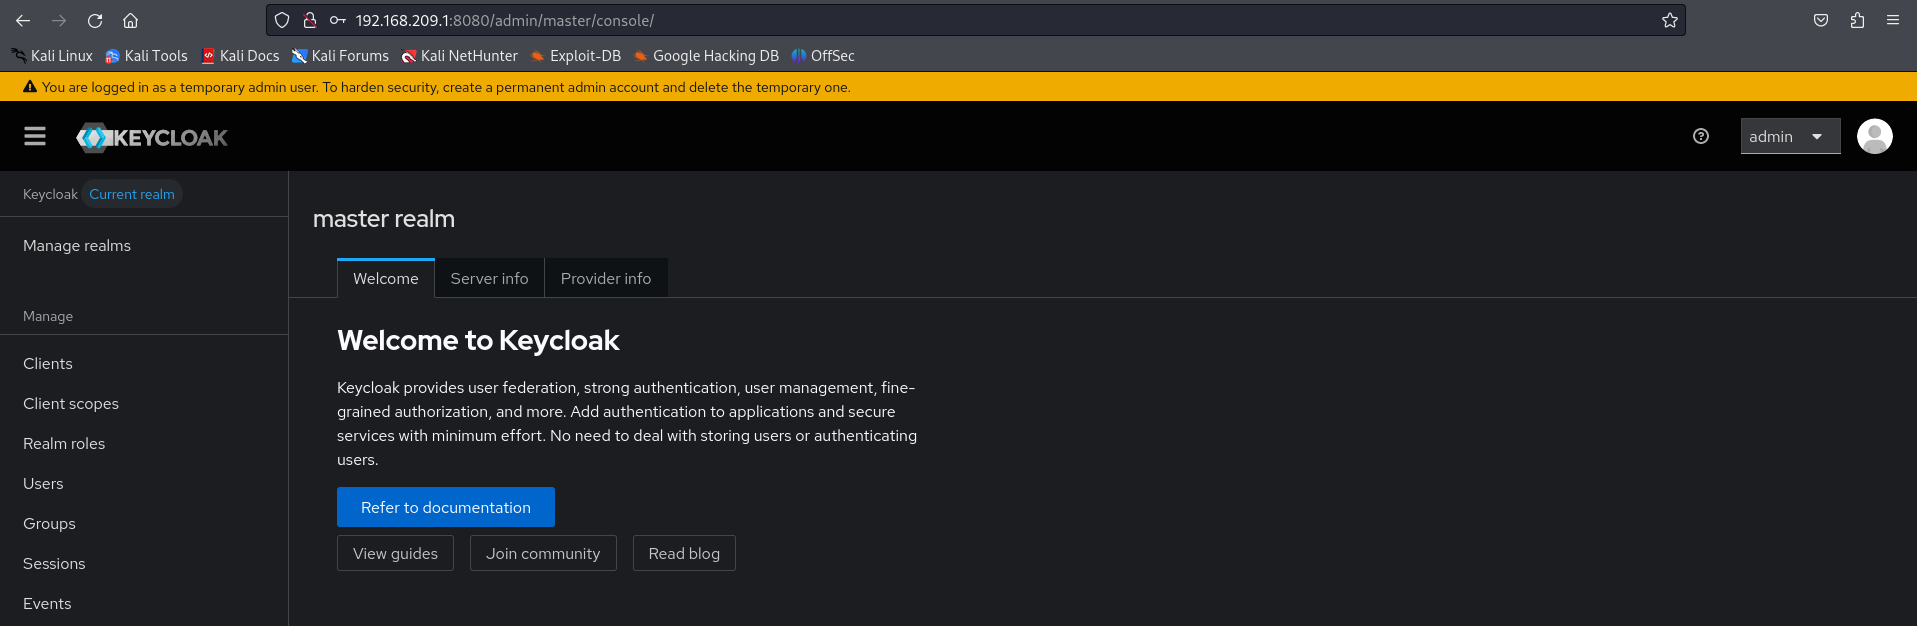 192.168.209.1:8080/admin/master/console/
Kali Linux Kali Tools Kali Docs Kali Forums Kali NetHunter Exploit-DB Google Hacking DB OffSec
You are logged in as a temporary admin user. To harden security, create a permanent admin account and delete the temporary one.
KEYCLOAK admin
Keycloak Current realm
Manage realms
Manage
Clients
Client scopes
Realm roles
Users
Groups
Sessions
Events
master realm
Welcome Server info Provider info
Welcome to Keycloak
Keycloak provides user federation, strong authentication, user management, fine-
grained authorization, and more. Add authentication to applications and secure
services with minimum effort. No need to deal with storing users or authenticating
users.
Refer to documentation
View guides Join community Read blog